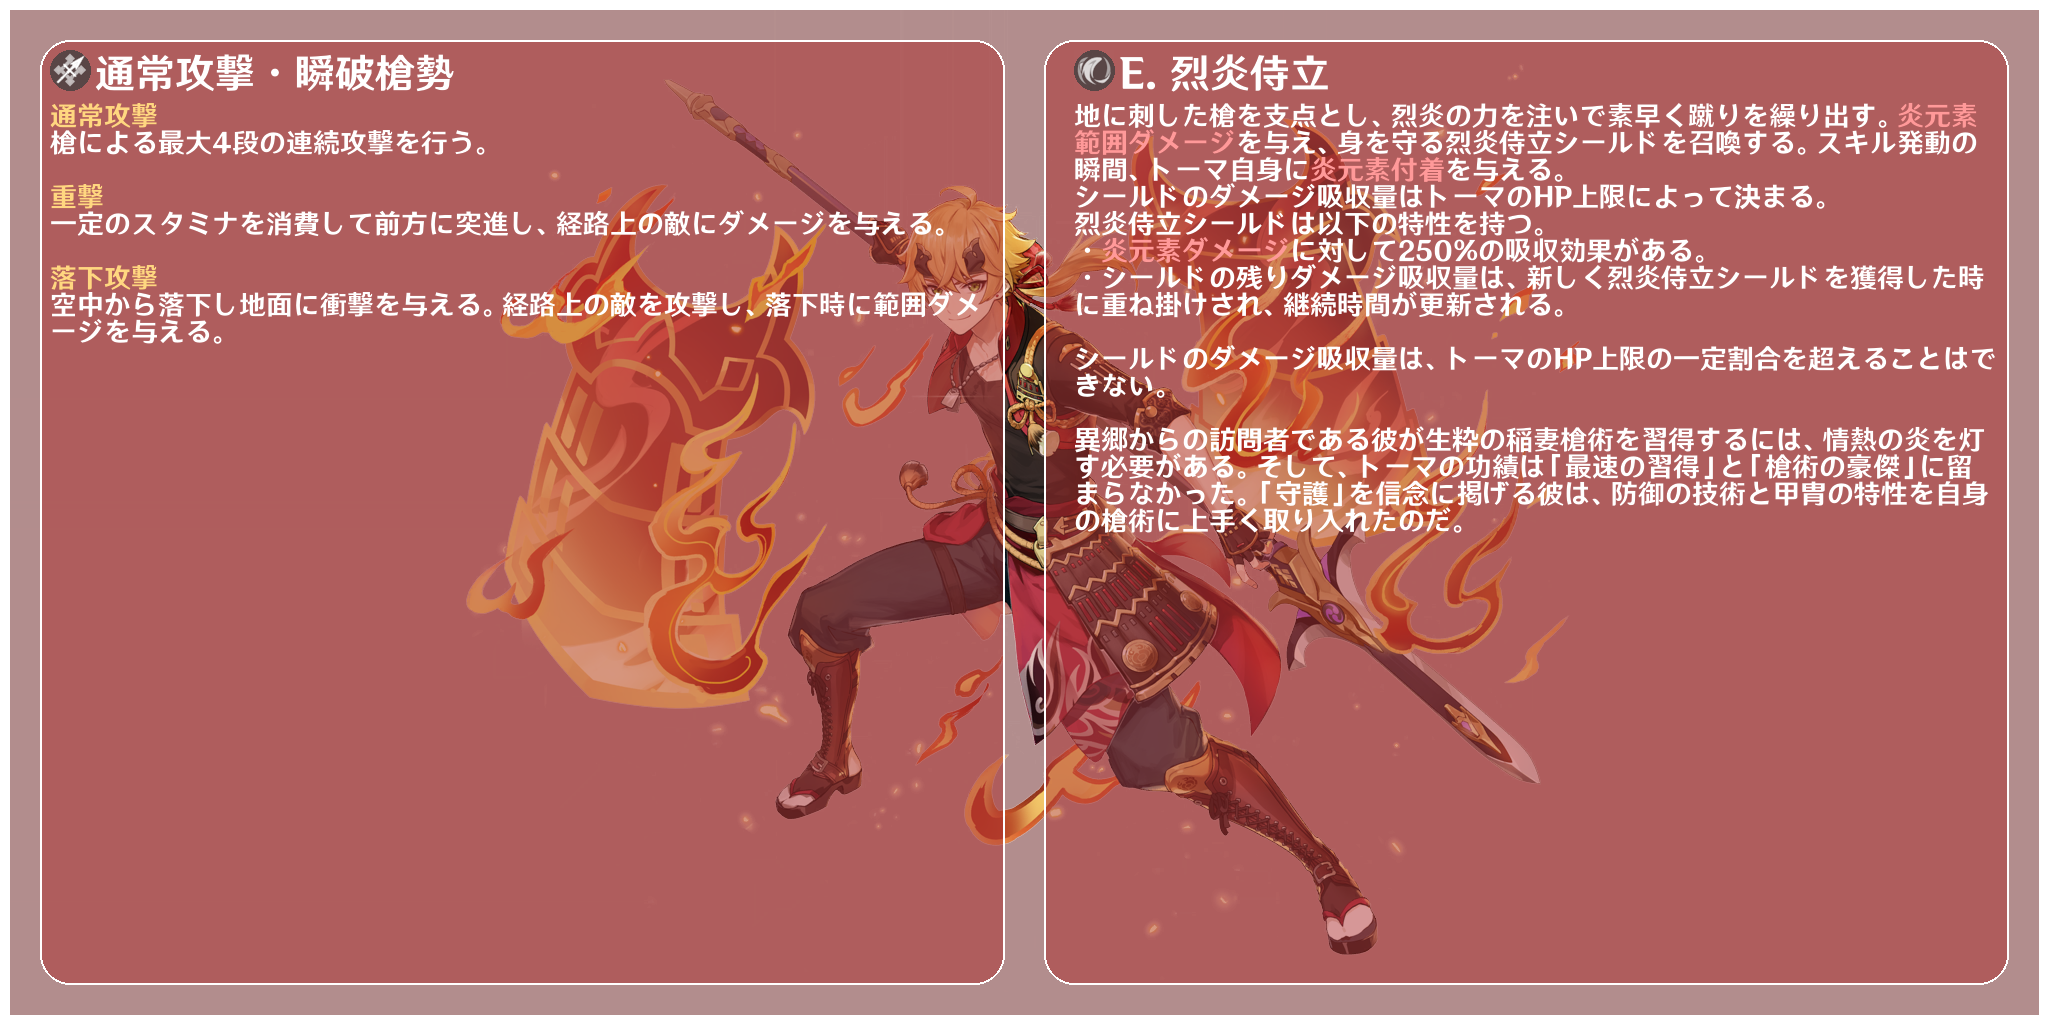 通常攻撃・瞬破槍勢
通常攻撃
槍による最大4段の連続攻撃を行う。
重撃
一定のスタミナを消費して前方に突進し、経路上の敵にダメージを与える。
落下攻撃
空中から落下し地面に衝撃を与える。経路上の敵を攻撃し、落下時に範囲ダメ
ージを与える。
E. 烈炎侍立
地に刺した槍を支点とし、烈炎の力を注いで素早く蹴りを繰り出す。炎元素
範囲ダメージを与え、身を守る烈炎侍立シールドを召喚する。スキル発動の
瞬間、トーマ自身に炎元素付着を与える。
シールドのダメージ吸収量はトーマのHP上限によって決まる。
烈炎侍立シールドは以下の特性を持つ。
・炎元素ダメージに対して250%の吸収効果がある。
・シールドの残りダメージ吸収量は、新しく烈炎侍立シールドを獲得した時
に重ね掛けされ、継続時間が更新される。
シールドのダメージ吸収量は、トーマのHP上限の一定割合を超えることはで
きない。
異郷からの訪問者である彼が生粋の稲妻槍術を習得するには、情熱の炎を灯
す必要がある。そして、トーマの功績は「最速の習得」と「槍術の豪傑」に留
まらなかった。「守護」を信念に掲げる彼は、防御の技術と甲冑の特性を自身
の槍術に上手く取り入れたのだ。